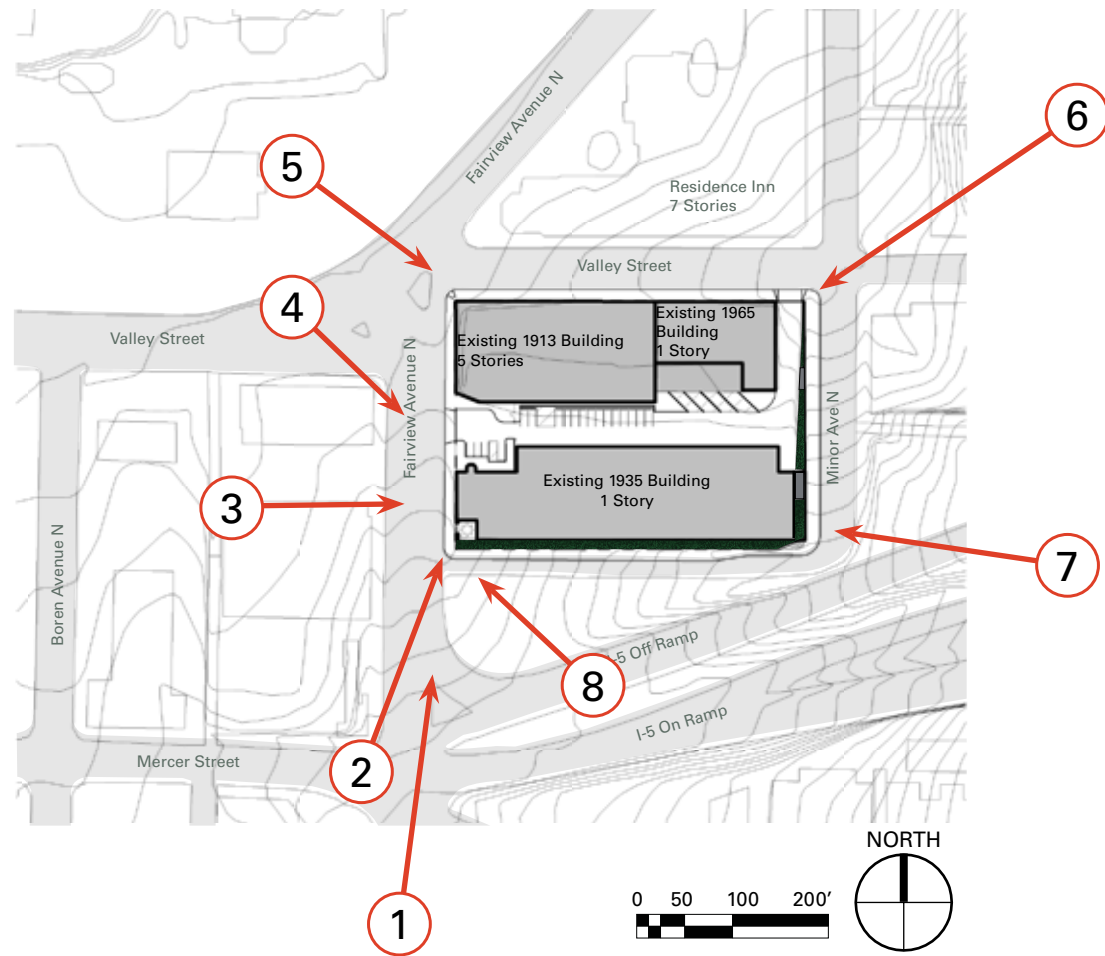 Fairview Avenue N
6
5
Residence Inn
7 Stories
Valley Street
4
Valley Street
Existing 1913 Building
5 Stories
Existing 1965
Building
1 Story
Fairview Avenue N
Minor Ave N
3
Existing 1935 Building
1 Story
Boren Avenue N
7
I-5 Off Ramp
8
I-5 On Ramp
Mercer Street
2
1
NORTH
0 50 100 200’